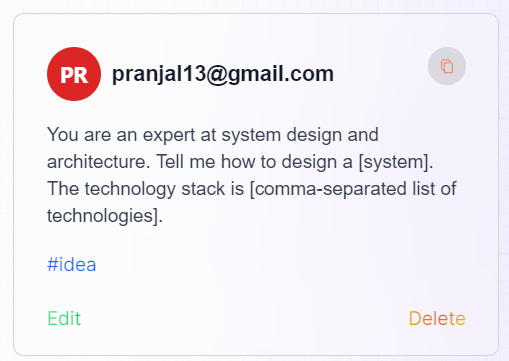 PR
pranjal13@gmail.com
You are an expert at system design and
architecture. Tell me how to design a [system].
The technology stack is [comma-separated list of
technologies].
#idea
Edit
Delete